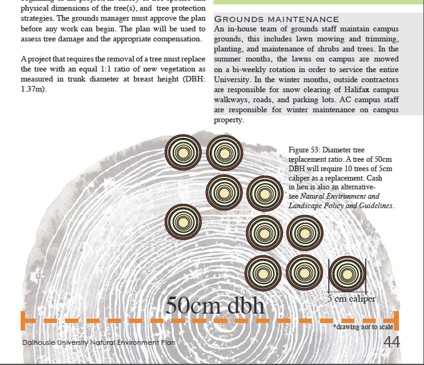 physical dimensions of the tree(s), and tree protection
strategies. The grounds manager must approve the plan
before any work can begin. The plan will be used to
assess tree damage and the appropriate compensation.
A project that requires the removal of a tree must replace
the tree with an equal 1:1 ratio of new vegetation as
measured in trunk diameter at breast height (DBH:
1.37m).
GROUNDS MAINTENANCE
An in-house team of grounds staff maintain campus
grounds, this includes lawn mowing and trimming,
planting, and maintenance of shrubs and trees. In the
summer months, the lawns on campus are mowed
on a bi-weekly rotation in order to service the entire
University. In the winter months, outside contractors
are responsible for snow clearing of Halifax campus
walkways, roads, and parking lots. AC campus staff
are responsible for winter maintenance on campus
property.
Figure 53: Diameter tree
replacement ratio. A tree of 50cm
DBH will require 10 trees of 5cm
caliper as a replacement. Cash
in lieu is also an alternative-
see Natural Environment and
Landscape Policy and Guidelines.
5 cm caliper
50cm dbh
*drawing not to scale
Dalhousie University Natural Environment Plan
44